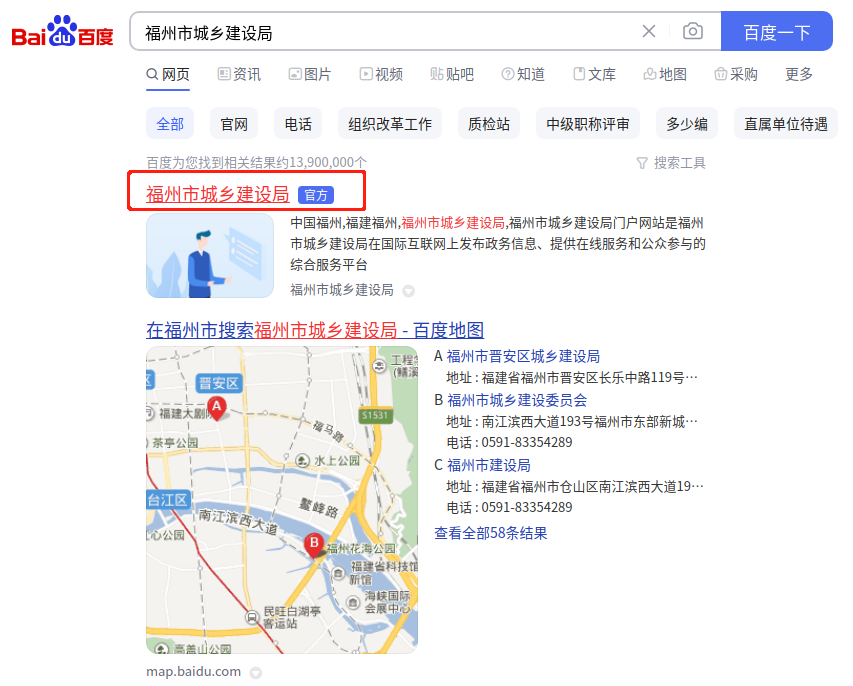 Bai du 百度
福州市城乡建设局
百度一下
网页 资讯 图片 视频 贴吧 知道 文库 地图 采购 更多
全部 官网 电话 组织改革工作 质检站 中级职称评审 多少编 直属单位待遇
百度为您找到相关结果约13,900,000个 搜索工具
福州市城乡建设局 官方
中国福州,福建福州,福州市城乡建设局,福州市城乡建设局门户网站是福州
市城乡建设局在国际互联网上发布政务信息、提供在线服务和公众参与的
综合服务平台
福州市城乡建设局
在福州市搜索福州市城乡建设局 - 百度地图
A 福州市晋安区城乡建设局
地址 : 福建省福州市晋安区长乐中路119号…
B 福州市城乡建设委员会
地址 : 南江滨西大道193号福州市东部新城…
电话 : 0591-83354289
C 福州市建设局
地址 : 福建省福州市仓山区南江滨西大道19…
电话 : 0591-83354289
查看全部58条结果
工程学
(鳝溪
晋安区
A
福建大剧院
S1531
福马路
茶亭公园
水上公园
台江区
鳌峰路
南江滨西大道
江心公园
B
福州花海公园
福建省科技馆
新馆
海峡国际
会展中心
民旺白湖亭
客运站
高盖山公园
map.baidu.com